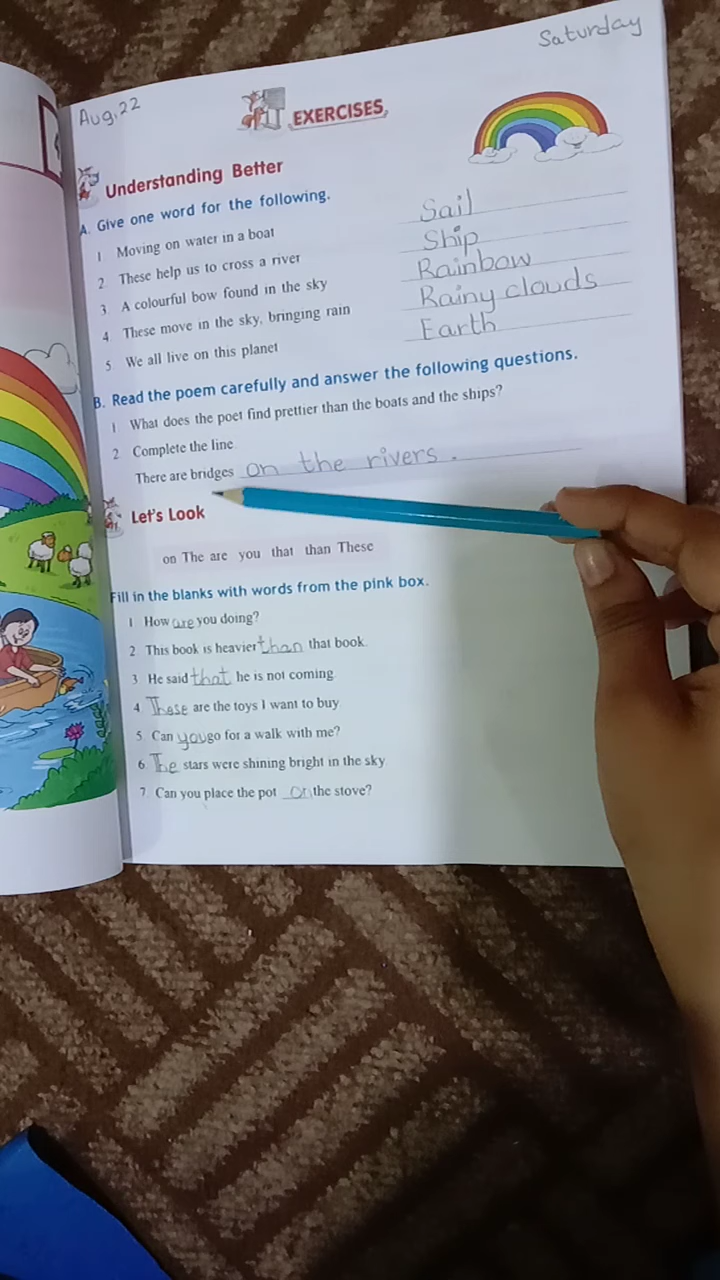 Saturday
Aug, 22
EXERCISES
Understanding Better
A. Give one word for the following.
1 Moving on water in a boat Sail
2 These help us to cross a river Ship
3 A colourful bow found in the sky Rainbow
4 These move in the sky, bringing rain Rainy clouds
5 We all live on this planet Earth
B. Read the poem carefully and answer the following questions.
1 What does the poet find prettier than the boats and the ships?
2 Complete the line
There are bridges on the rivers.
Let's Look
on The are you that than These
Fill in the blanks with words from the pink box.
1 How are you doing?
2 This book is heavier than that book.
3 He said that he is not coming
4 These are the toys I want to buy
5. Can you go for a walk with me?
6. The stars were shining bright in the sky
7. Can you place the pot on the stove?